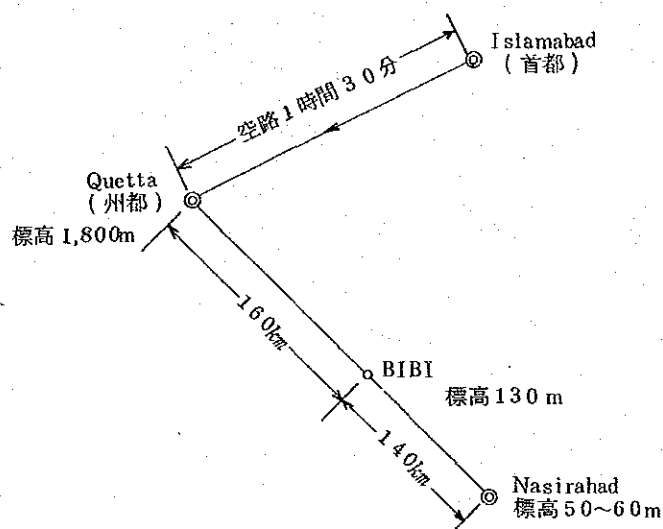 Islamabad
(首都)
空路1時間30分
Quetta
(州都)
標高1,800m
160km
BIBI
標高130m
140km
Nasirahad
標高50~60m